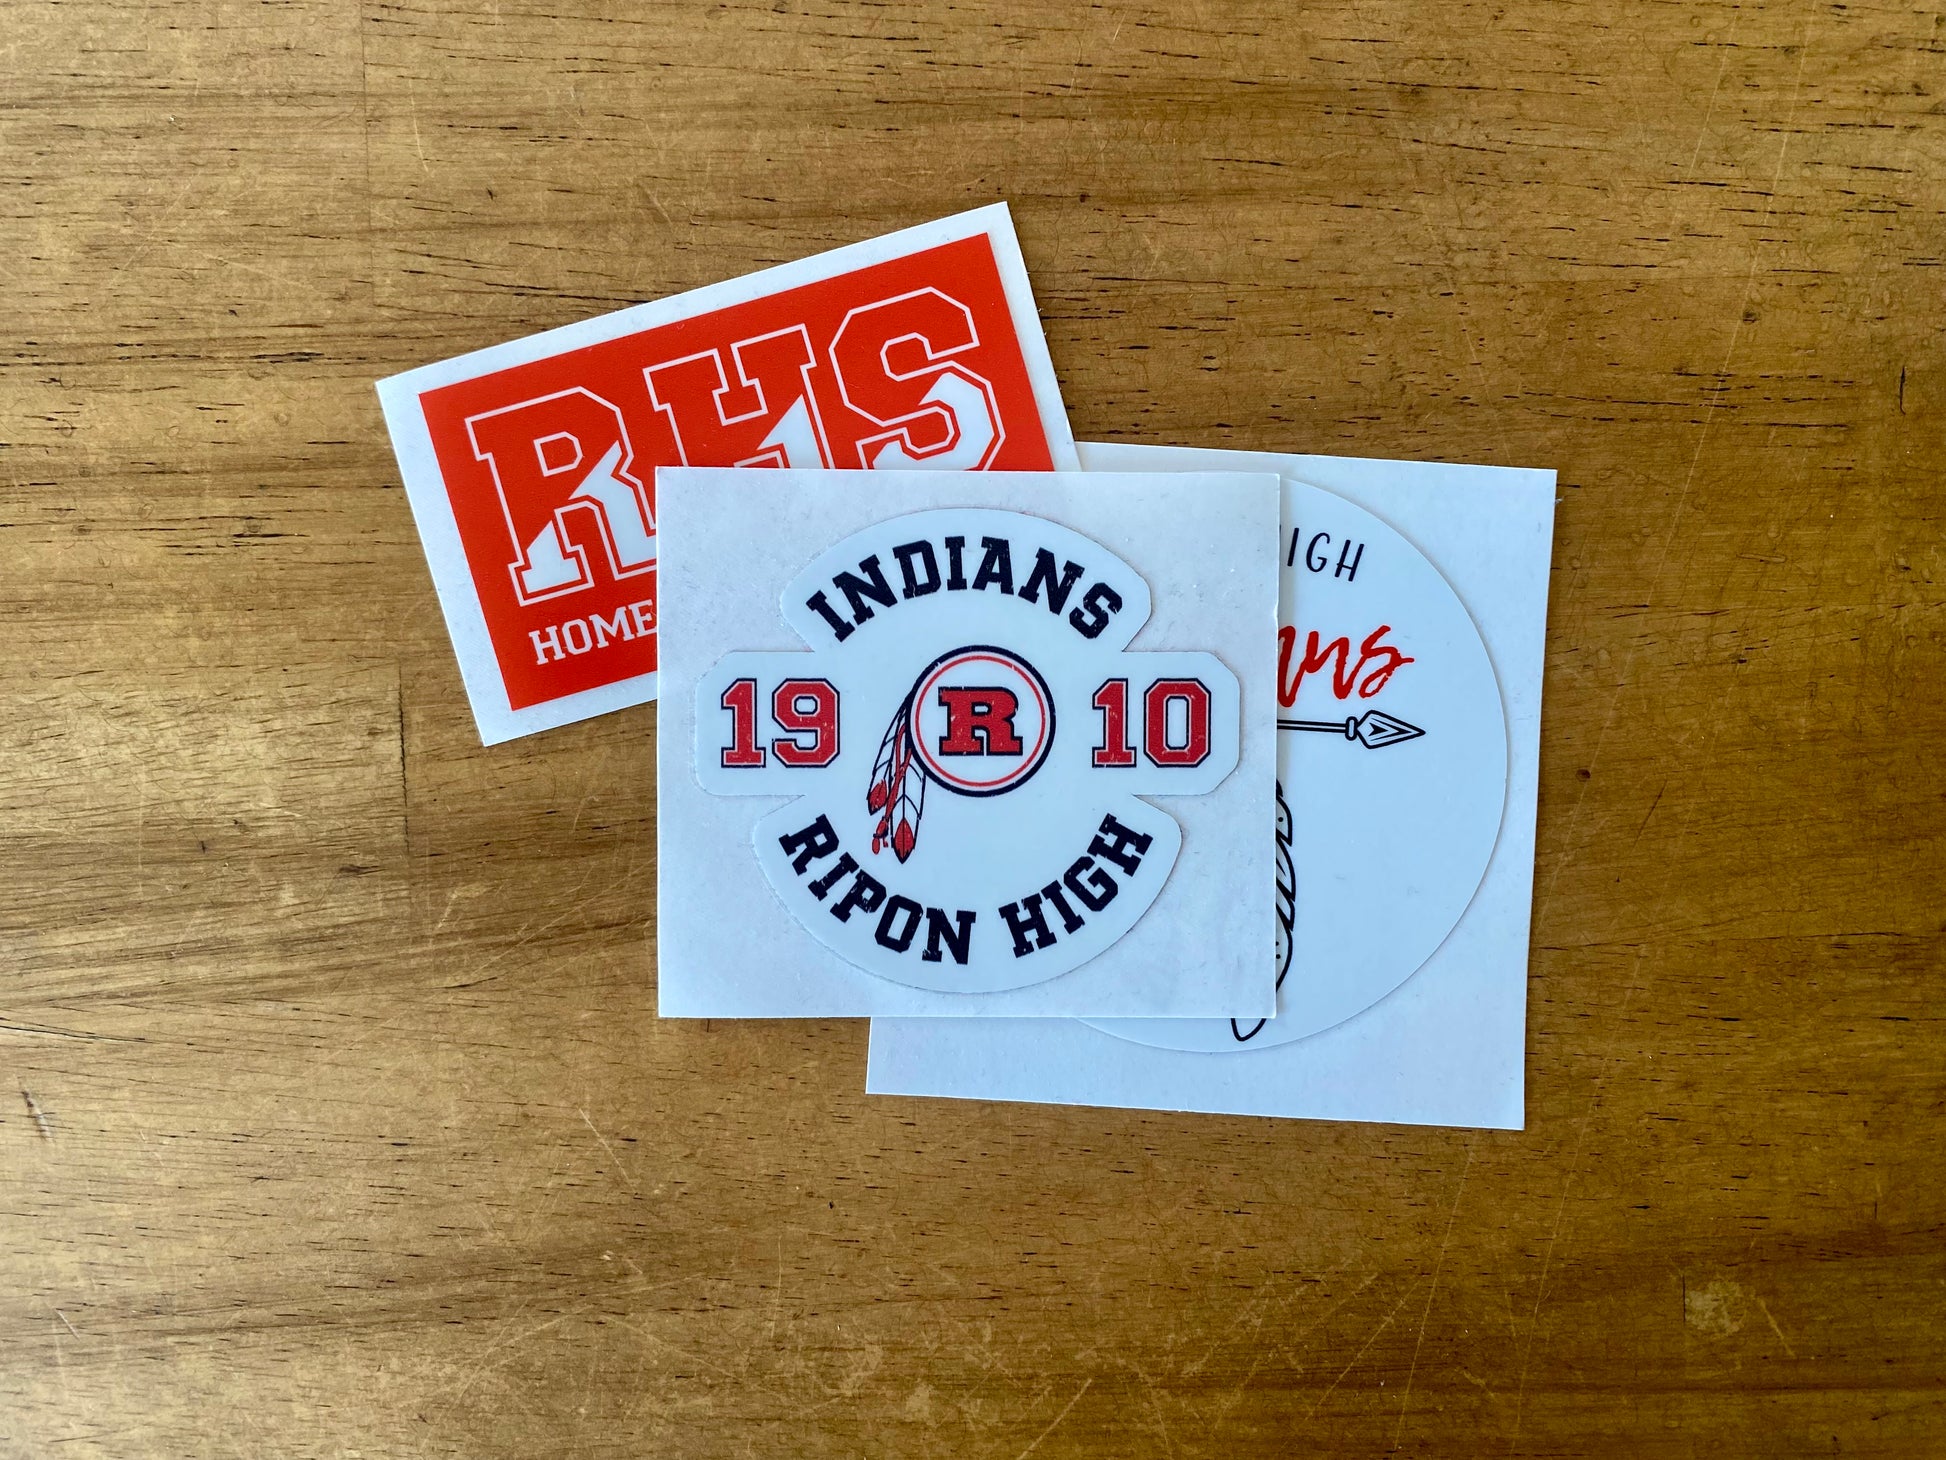 RHS
HOME
INDIANS
19 R 10
RIPON HIGH
IGH